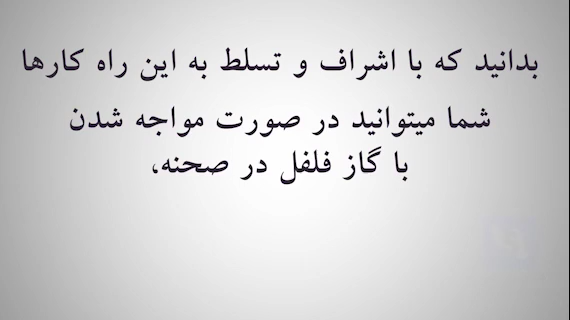 بدانید که با اشراف و تسلط به این راه کارها
شما میتوانید در صورت مواجه شدن
با گاز فلفل در صحنه،